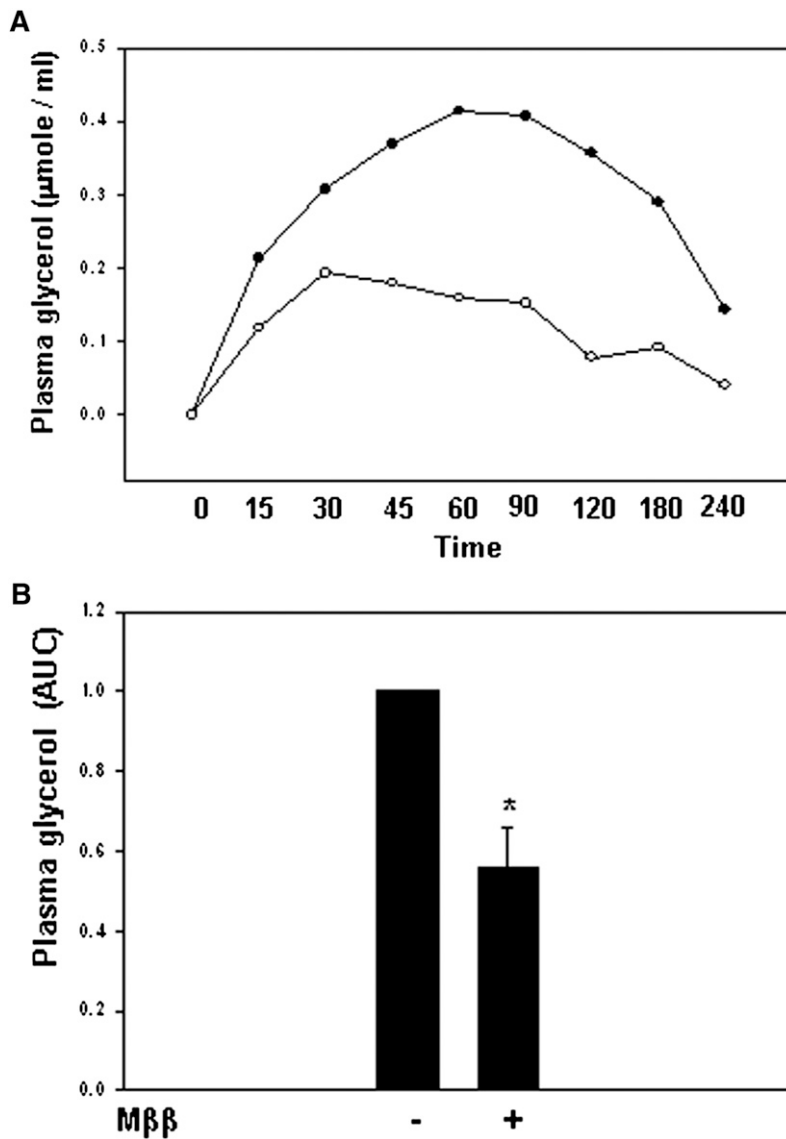 A
Plasma glycerol (µmole / ml)
0.5
0.4
0.3
0.2
0.1
0.0
0 15 30 45 60 90 120 180 240
Time
B
Plasma glycerol (AUC)
1.2
1.0
0.8
0.6
0.4
0.2
0.0
*
Mββ - +